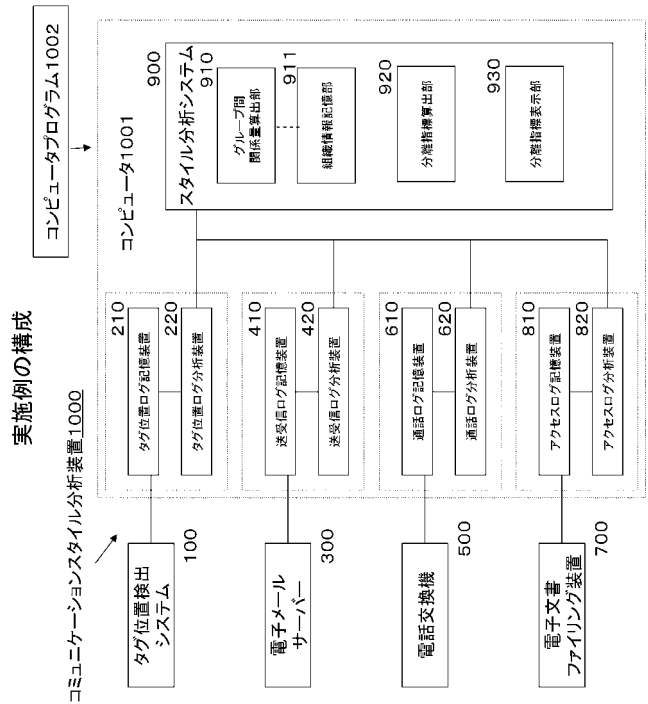 実施例の構成
コミュニケーションスタイル分析装置1000
コンピュータプログラム1002
コンピュータ1001
タグ位置検出
システム
100
210
タグ位置ログ記憶装置
220
タグ位置ログ分析装置
電子メール
サーバー
300
410
送受信ログ記憶装置
420
送受信ログ分析装置
電話交換機
500
610
通話ログ記憶装置
620
通話ログ分析装置
電子文書
ファイリング装置
700
810
アクセスログ記憶装置
820
アクセスログ分析装置
900
スタイル分析システム
910
グループ間
関係量算出部
911
組織情報記憶部
920
分離指標算出部
930
分離指標表示部